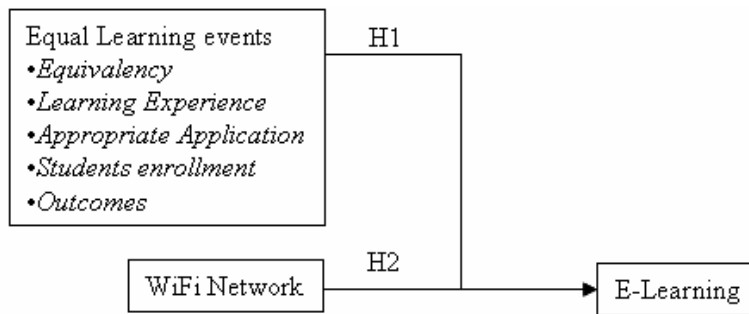 Equal Learning events
•Equivalency
•Learning Experience
•Appropriate Application
•Students enrollment
•Outcomes
H1
H2
WiFi Network
E-Learning